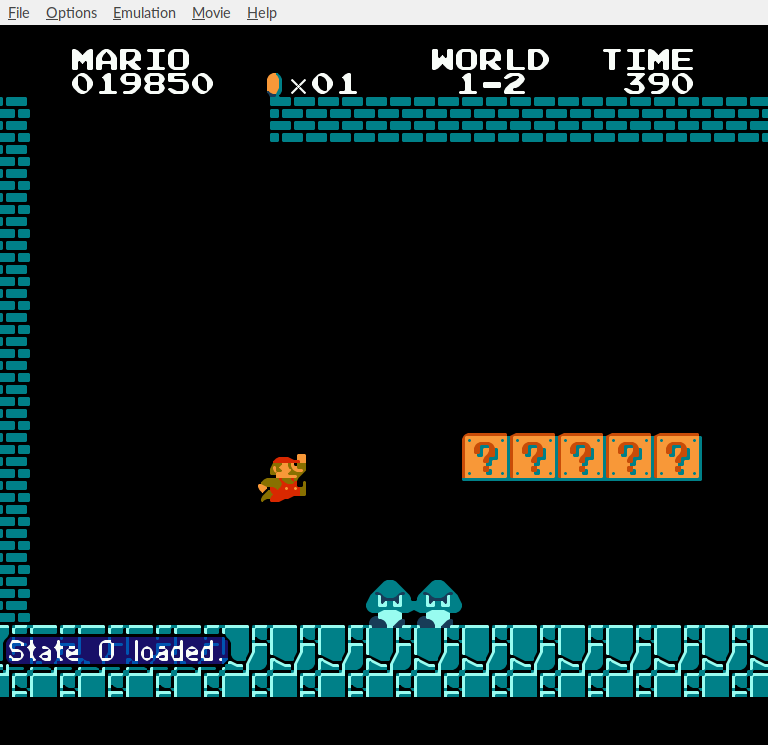 File Options Emulation Movie Help
MARIO WORLD TIME
019850 ×01 1-2 390
? ? ? ? ?
State 0 loaded.